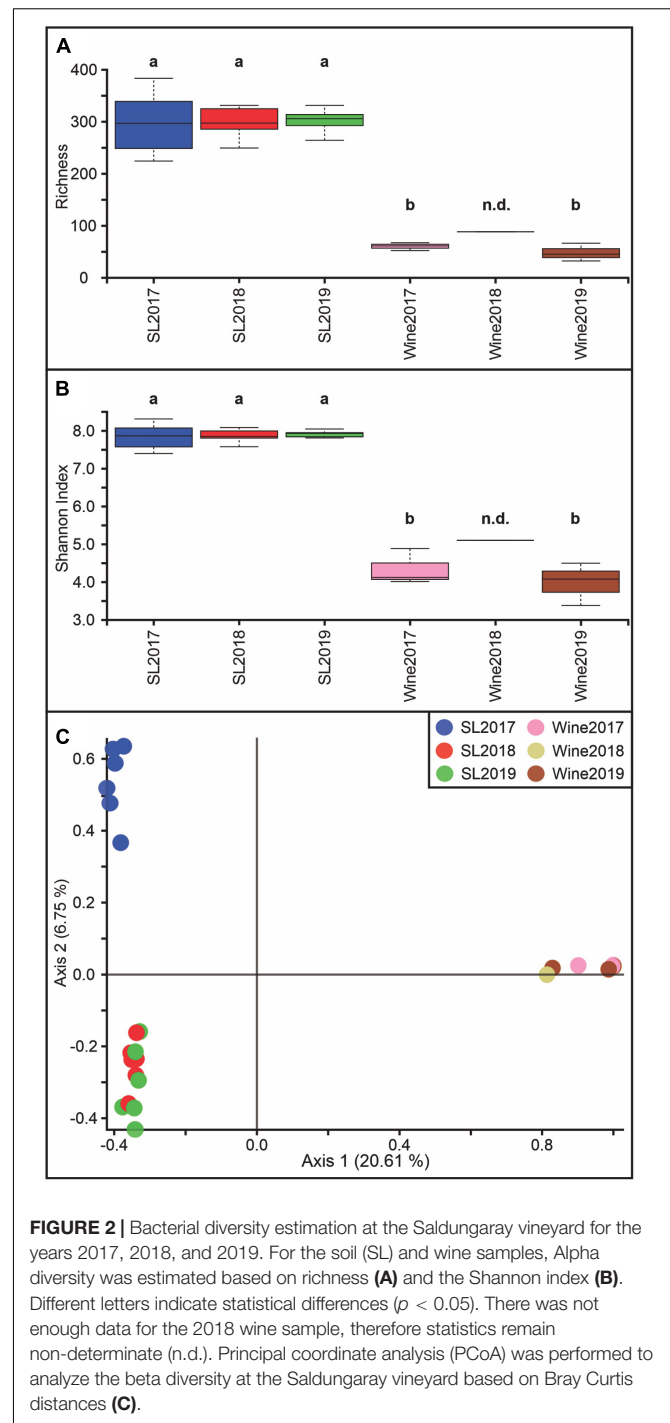 A
a a a
b n.d. b
400
300
200
100
0
Richness
SL2017 SL2018 SL2019 Wine2017 Wine2018 Wine2019
B
a a a
b n.d. b
8.0
7.0
6.0
5.0
4.0
3.0
Shannon Index
SL2017 SL2018 SL2019 Wine2017 Wine2018 Wine2019
C
SL2017 Wine2017
SL2018 Wine2018
SL2019 Wine2019
0.6
0.4
0.2
0.0
-0.2
-0.4
Axis 2 (6.75 %)
-0.4 0.0 0.4 0.8
Axis 1 (20.61 %)
FIGURE 2 | Bacterial diversity estimation at the Saldungaray vineyard for the
years 2017, 2018, and 2019. For the soil (SL) and wine samples, Alpha
diversity was estimated based on richness (A) and the Shannon index (B).
Different letters indicate statistical differences (p < 0.05). There was not
enough data for the 2018 wine sample, therefore statistics remain
non-determinate (n.d.). Principal coordinate analysis (PCoA) was performed to
analyze the beta diversity at the Saldungaray vineyard based on Bray Curtis
distances (C).